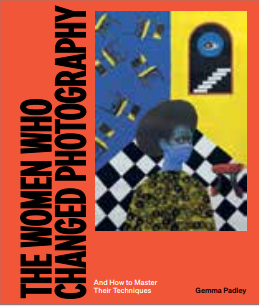 THE WOMEN WHO
CHANGED PHOTOGRAPHY
And How to Master
Their Techniques
Gemma Padley